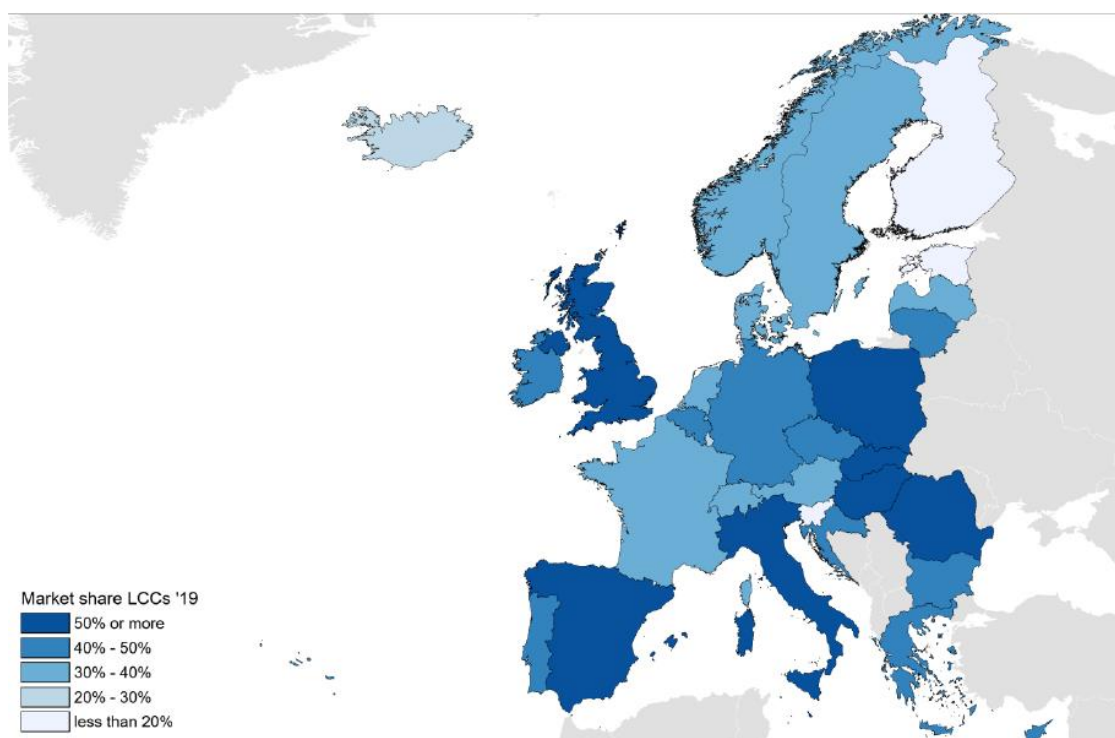 Market share LCCs '19
50% or more
40% - 50%
30% - 40%
20% - 30%
less than 20%